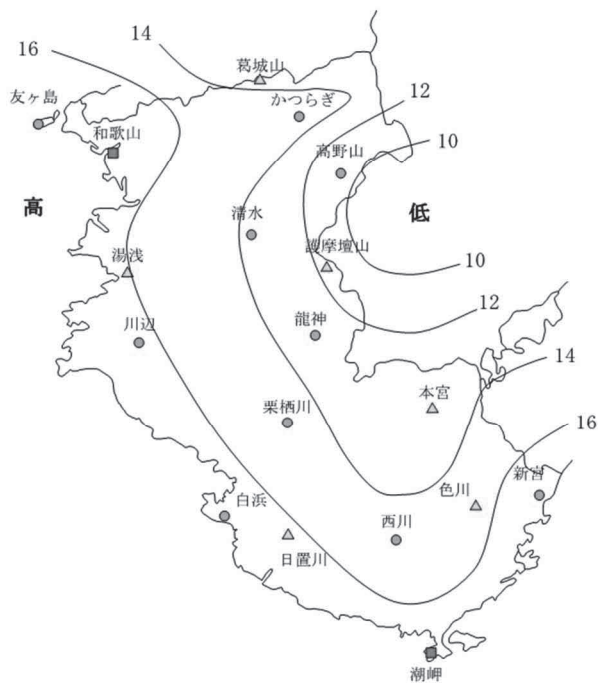 14
16
葛城山
友ヶ島
かつらぎ
12
和歌山
10
高野山
高
清水
低
護摩壇山
湯浅
10
12
川辺
龍神
14
栗栖川
本宮
16
新宮
色川
白浜
西川
日置川
潮岬